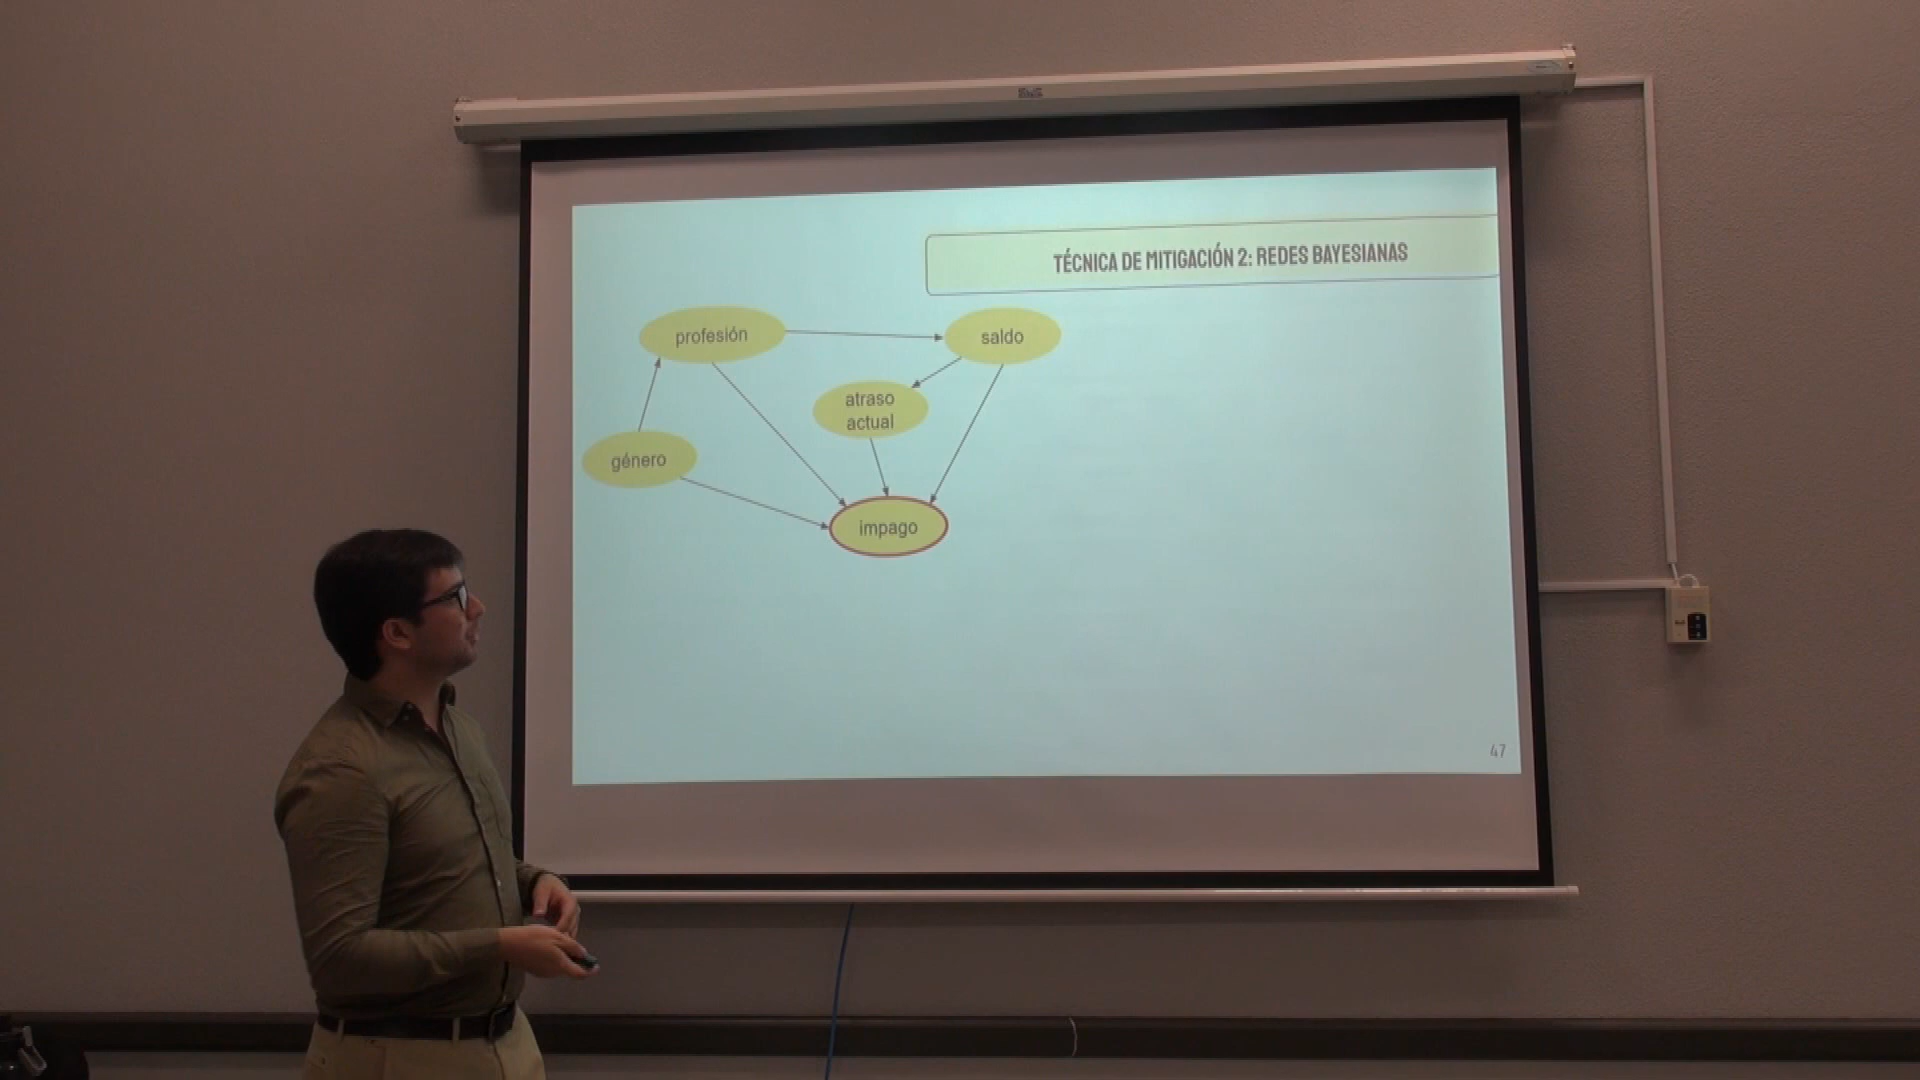 TÉCNICA DE MITIGACIÓN 2: REDES BAYESIANAS
profesión
saldo
atraso
actual
género
impago
47